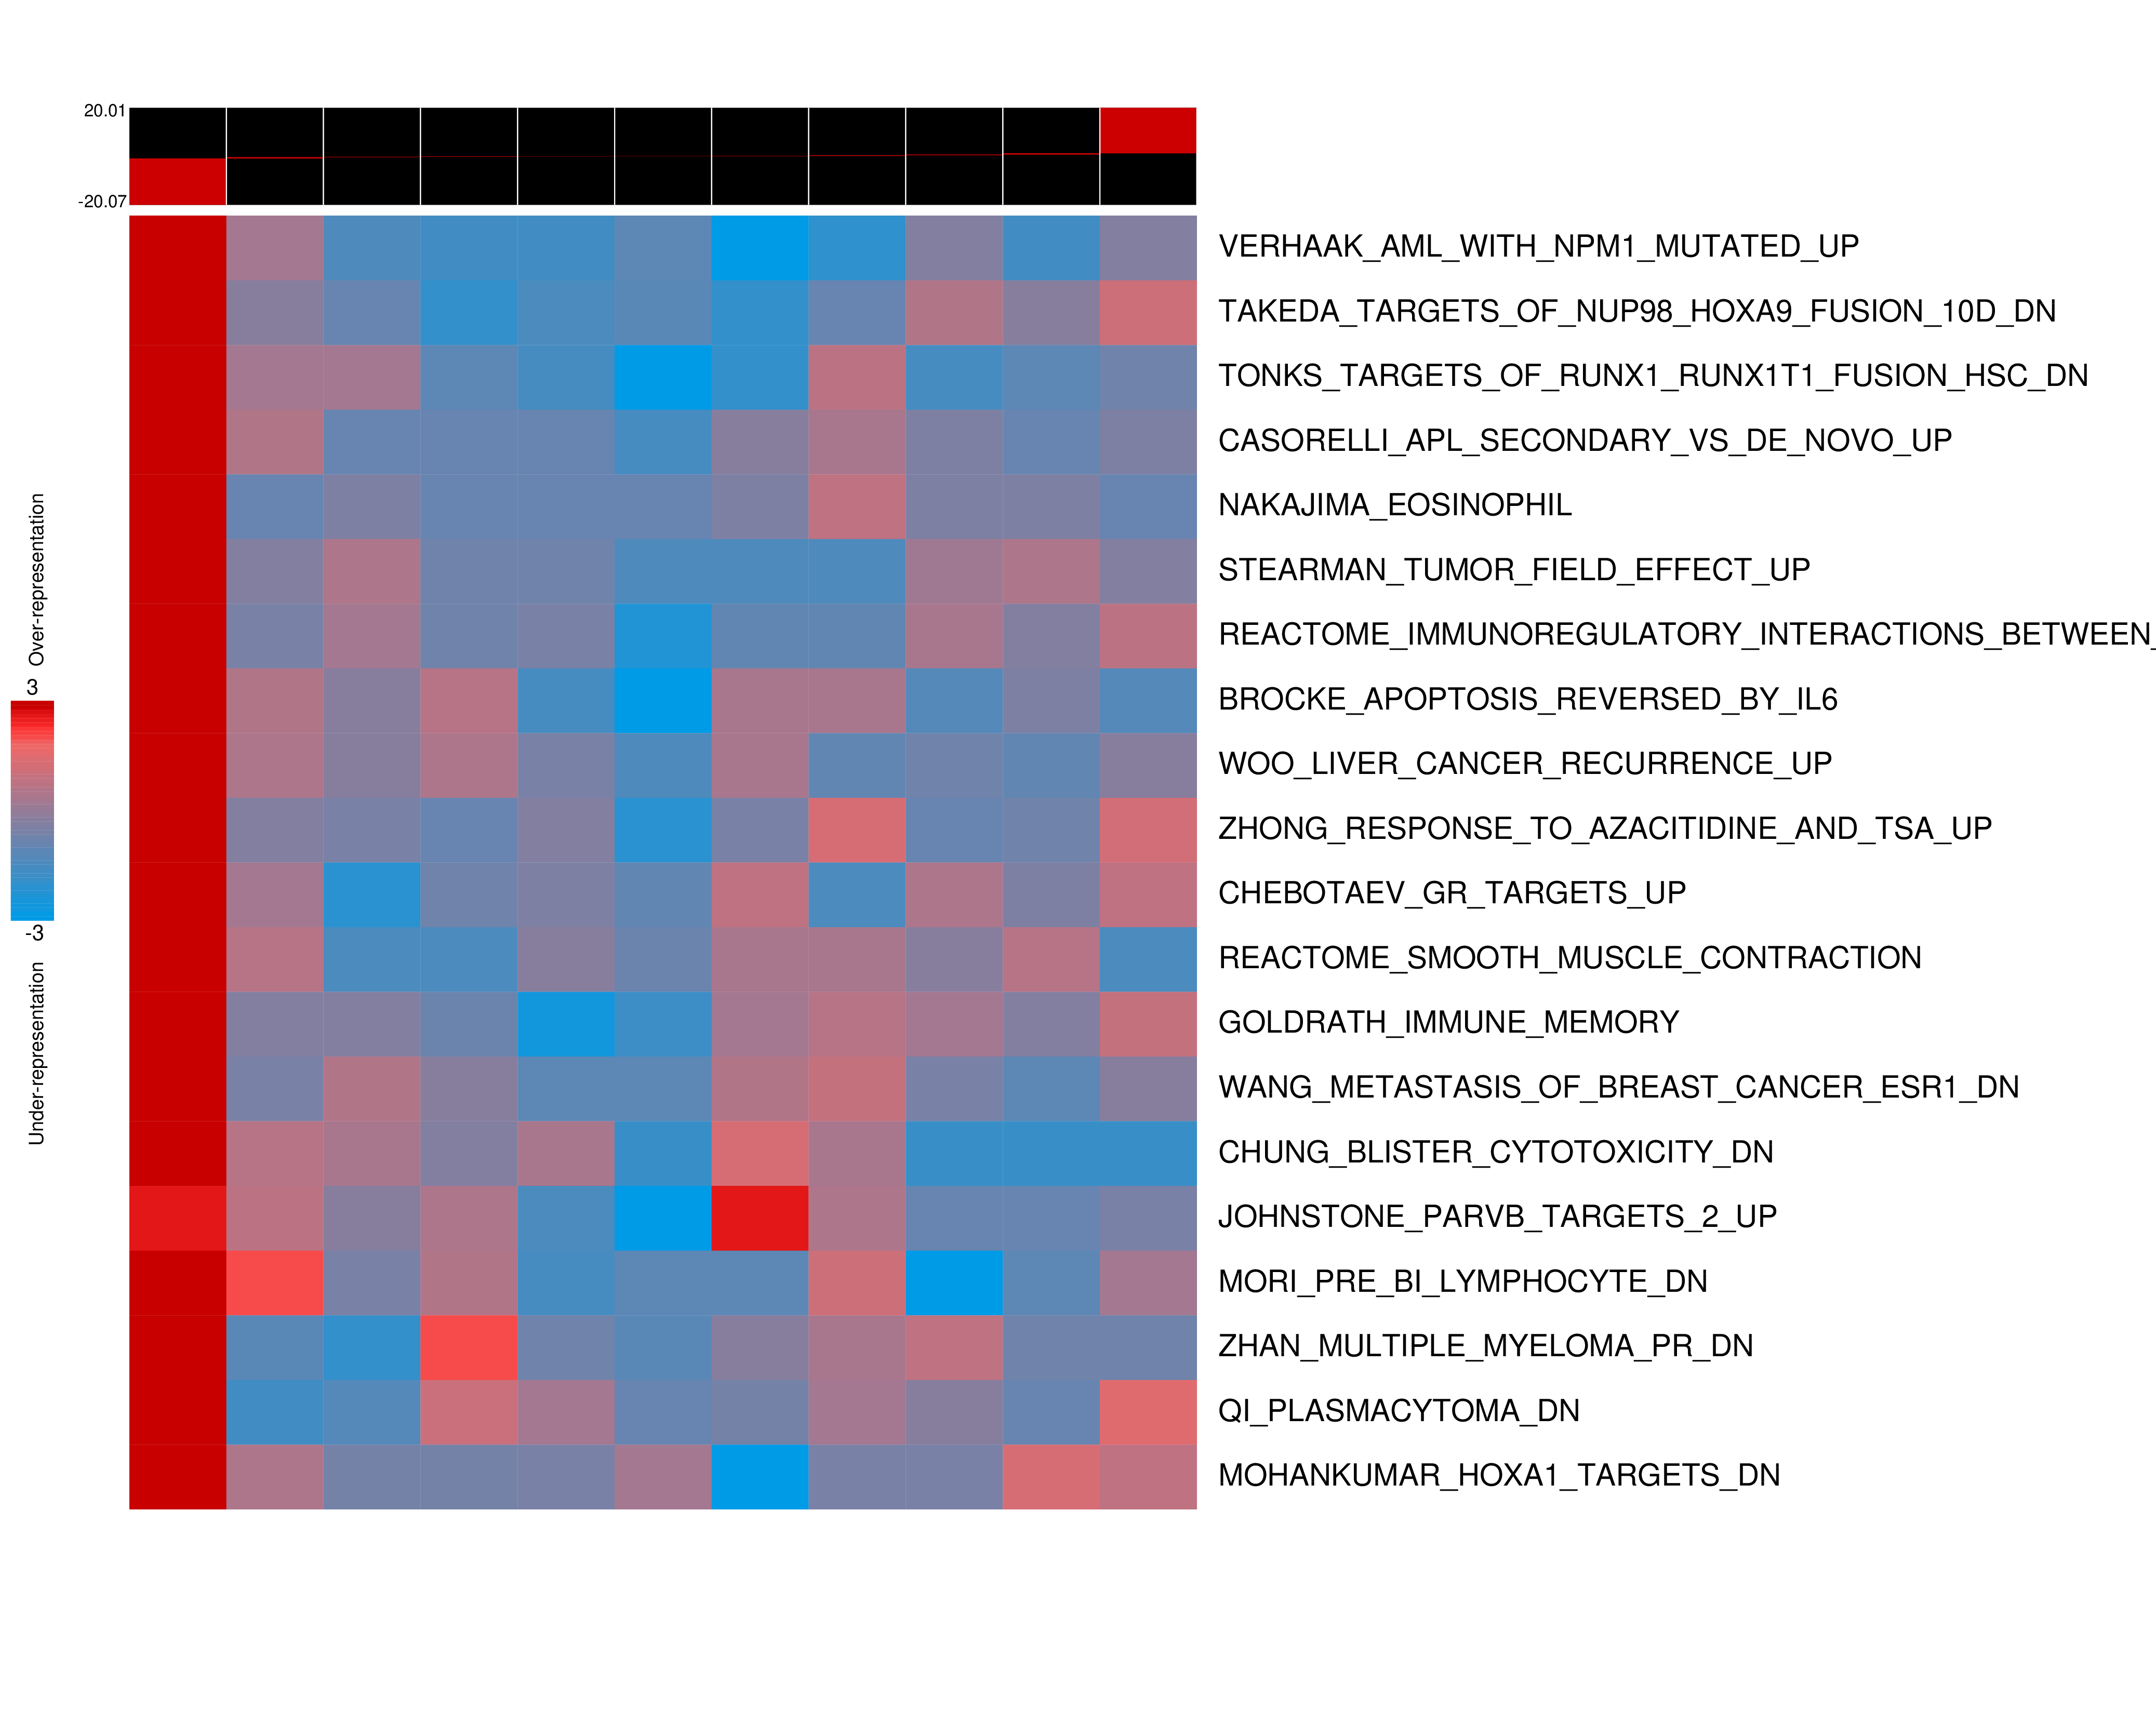 20.01
-20.07
VERHAAK_AML_WITH_NPM1_MUTATED_UP
TAKEDA_TARGETS_OF_NUP98_HOXA9_FUSION_10D_DN
TONKS_TARGETS_OF_RUNX1_RUNX1T1_FUSION_HSC_DN
CASORELLI_APL_SECONDARY_VS_DE_NOVO_UP
NAKAJIMA_EOSINOPHIL
STEARMAN_TUMOR_FIELD_EFFECT_UP
REACTOME_IMMUNOREGULATORY_INTERACTIONS_BETWEEN_
BROCKE_APOPTOSIS_REVERSED_BY_IL6
WOO_LIVER_CANCER_RECURRENCE_UP
ZHONG_RESPONSE_TO_AZACITIDINE_AND_TSA_UP
CHEBOTAEV_GR_TARGETS_UP
REACTOME_SMOOTH_MUSCLE_CONTRACTION
GOLDRATH_IMMUNE_MEMORY
WANG_METASTASIS_OF_BREAST_CANCER_ESR1_DN
CHUNG_BLISTER_CYTOTOXICITY_DN
JOHNSTONE_PARVB_TARGETS_2_UP
MORI_PRE_BI_LYMPHOCYTE_DN
ZHAN_MULTIPLE_MYELOMA_PR_DN
QI_PLASMACYTOMA_DN
MOHANKUMAR_HOXA1_TARGETS_DN
Over-representation
3
-3
Under-representation